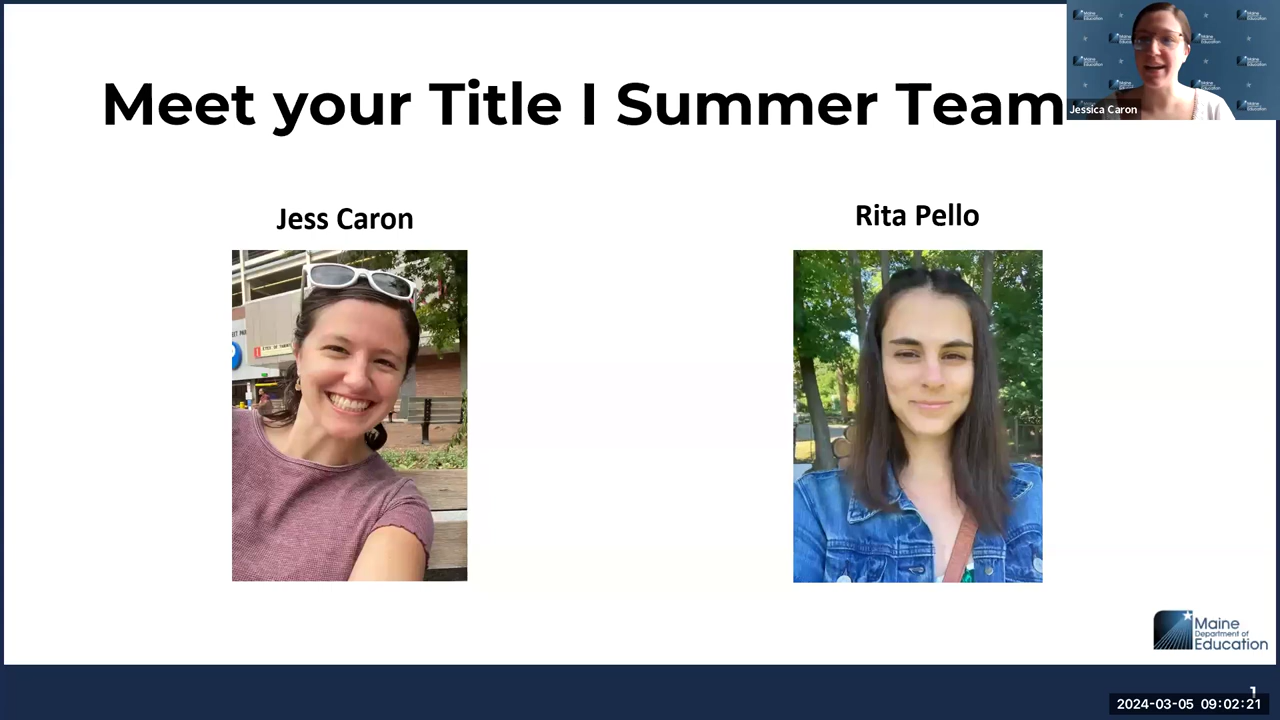 Meet your Title I Summer Team
Jessica Caron
Jess Caron
Rita Pello
Maine
Department of
Education
1
2024-03-05 09:02:21